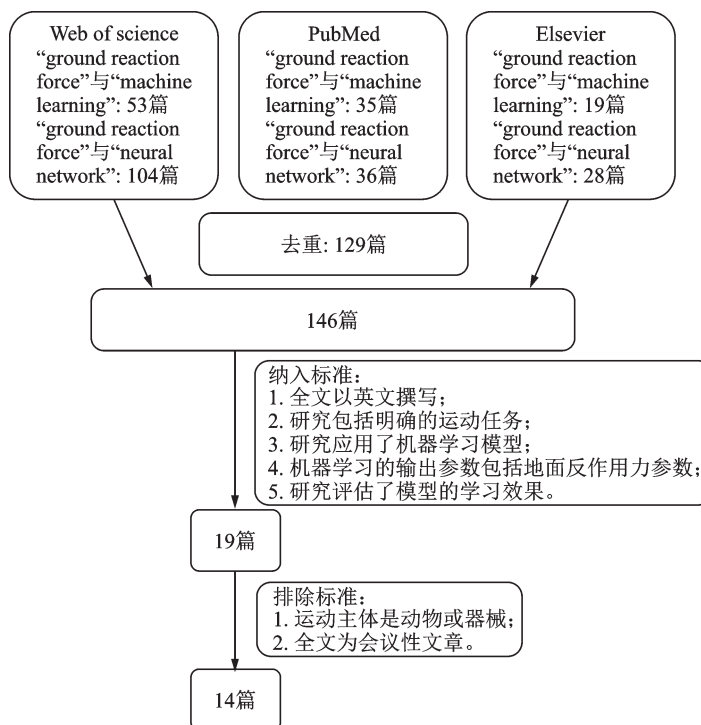 Web of science
“ground reaction
force”与“machine
learning”: 53篇
“ground reaction
force”与“neural
network”: 104篇
PubMed
“ground reaction
force”与“machine
learning”: 35篇
“ground reaction
force”与“neural
network”: 36篇
Elsevier
“ground reaction
force”与“machine
learning”: 19篇
“ground reaction
force”与“neural
network”: 28篇
去重: 129篇
146篇
纳入标准：
1. 全文以英文撰写；
2. 研究包括明确的运动任务；
3. 研究应用了机器学习模型；
4. 机器学习的输出参数包括地面反作用力参数；
5. 研究评估了模型的学习效果。
19篇
排除标准：
1. 运动主体是动物或器械；
2. 全文为会议性文章。
14篇